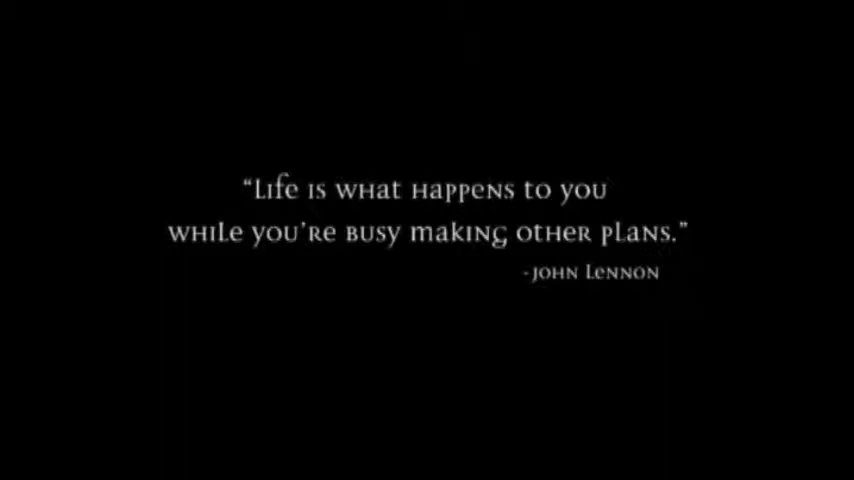 “Life is what happens to you
while you’re busy making other plans.”
-John Lennon